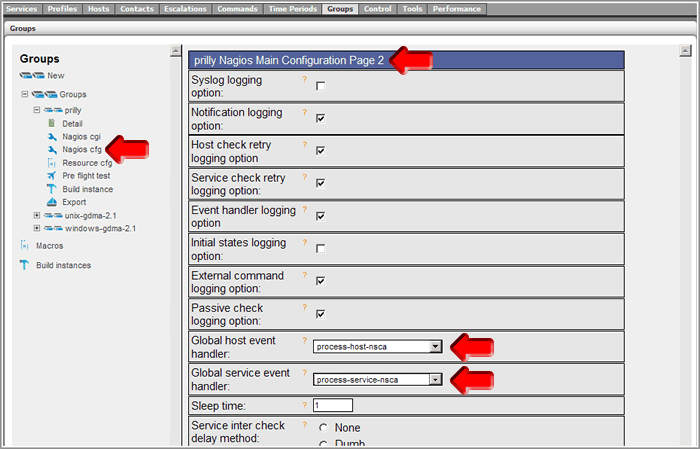 Services Profiles Hosts Contacts Escalations Commands Time Periods Groups Control Tools Performance
Groups
Groups
New
Groups
prilly
Detail
Nagios cgi
Nagios cfg
Resource cfg
Pre flight test
Build instance
Export
unix-gdma-2.1
windows-gdma-2.1
Macros
Build instances
prilly Nagios Main Configuration Page 2
Syslog logging ?
option:
Notification logging ?
option:
Host check retry ?
logging option
Service check retry ?
logging option:
Event handler logging ?
option
Initial states logging ?
option:
External command ?
logging option:
Passive check ?
logging option:
Global host event ?
handler:
process-host-nsca
Global service event ?
handler:
process-service-nsca
Sleep time: ? 1
Service inter check ? None
delay method: Dumb